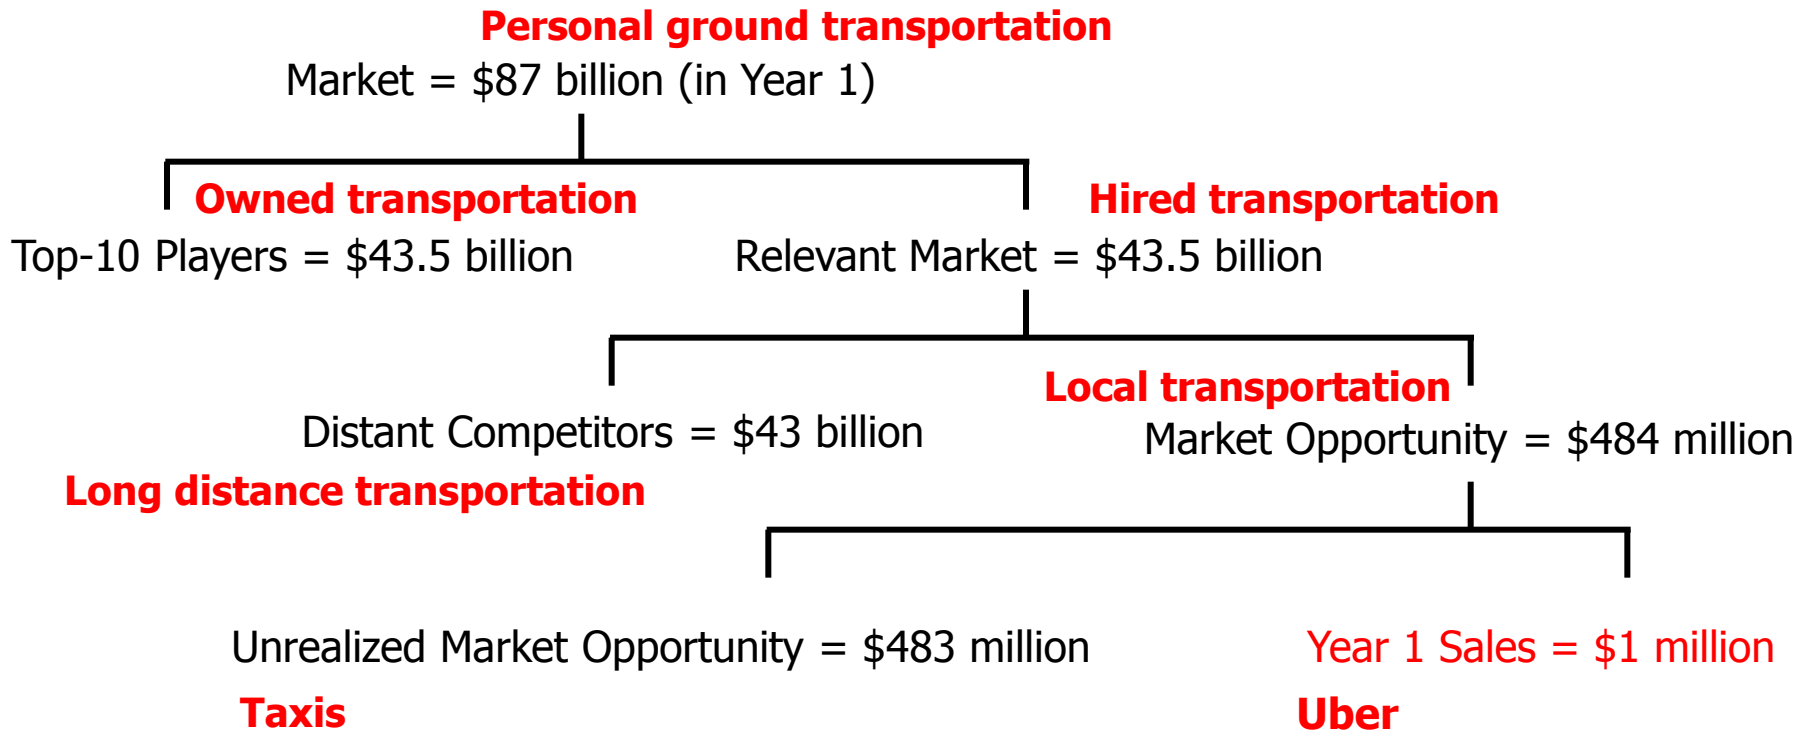 Personal ground transportation
Market = $87 billion (in Year 1)
Owned transportation
Hired transportation
Top-10 Players = $43.5 billion
Relevant Market = $43.5 billion
Local transportation
Distant Competitors = $43 billion
Market Opportunity = $484 million
Long distance transportation
Unrealized Market Opportunity = $483 million
Year 1 Sales = $1 million
Taxis
Uber